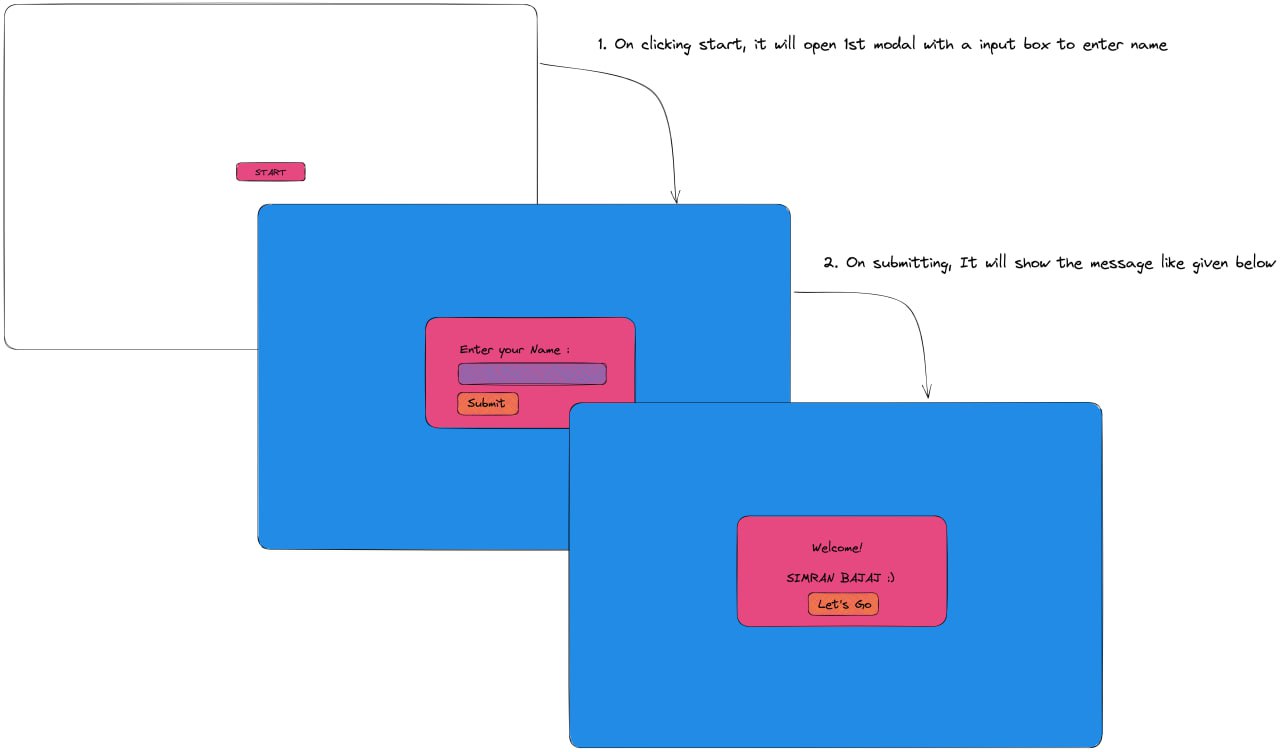 1. On clicking start, it will open 1st modal with a input box to enter name
START
2. On submitting, It will show the message like given below
Enter your Name :
Submit
Welcome!
SIMRAN BAJAJ :)
Let's Go